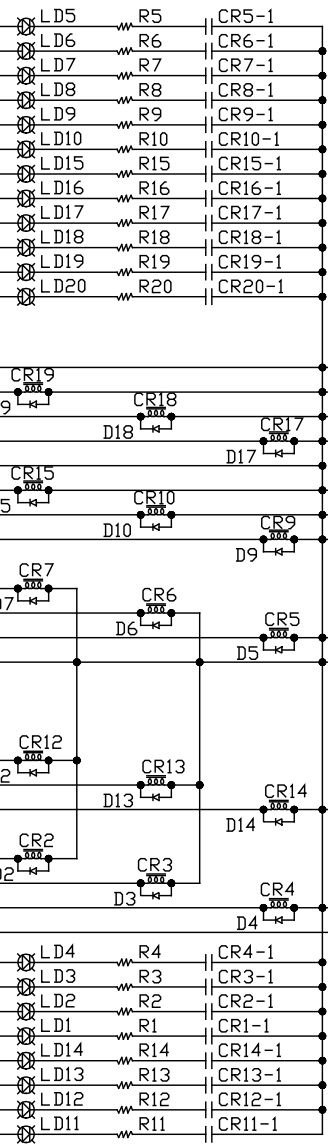 LD5 R5 CR5-1
LD6 R6 CR6-1
LD7 R7 CR7-1
LD8 R8 CR8-1
LD9 R9 CR9-1
LD10 R10 CR10-1
LD15 R15 CR15-1
LD16 R16 CR16-1
LD17 R17 CR17-1
LD18 R18 CR18-1
LD19 R19 CR19-1
LD20 R20 CR20-1
CR19
9 CR18
D18 CR17
D17
CR15
5 CR10
D10 CR9
D9
CR7
D7 CR6
D6 CR5
D5
CR12
2 CR13
D13 CR14
D14
CR2
D2 CR3
D3 CR4
D4
LD4 R4 CR4-1
LD3 R3 CR3-1
LD2 R2 CR2-1
LD1 R1 CR1-1
LD14 R14 CR14-1
LD13 R13 CR13-1
LD12 R12 CR12-1
LD11 R11 CR11-1